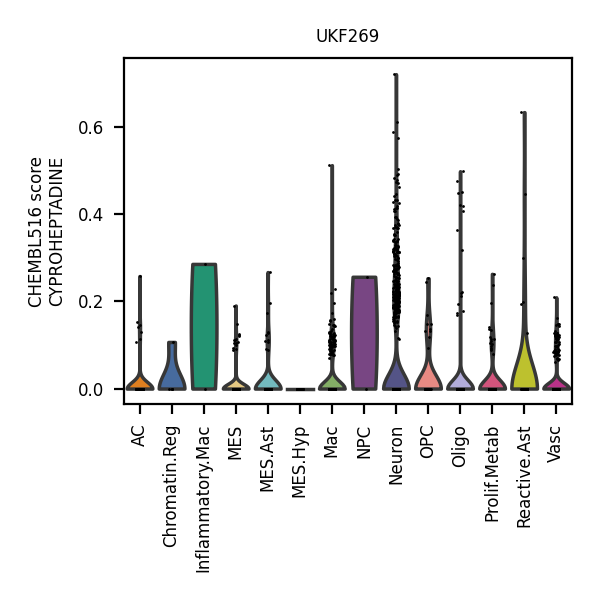 UKF269
CHEMBL516 score
CYPROHEPTADINE
0.6
0.4
0.2
0.0
AC
Chromatin.Reg
Inflammatory.Mac
MES
MES.Ast
MES.Hyp
Mac
NPC
Neuron
OPC
Oligo
Prolif.Metab
Reactive.Ast
Vasc